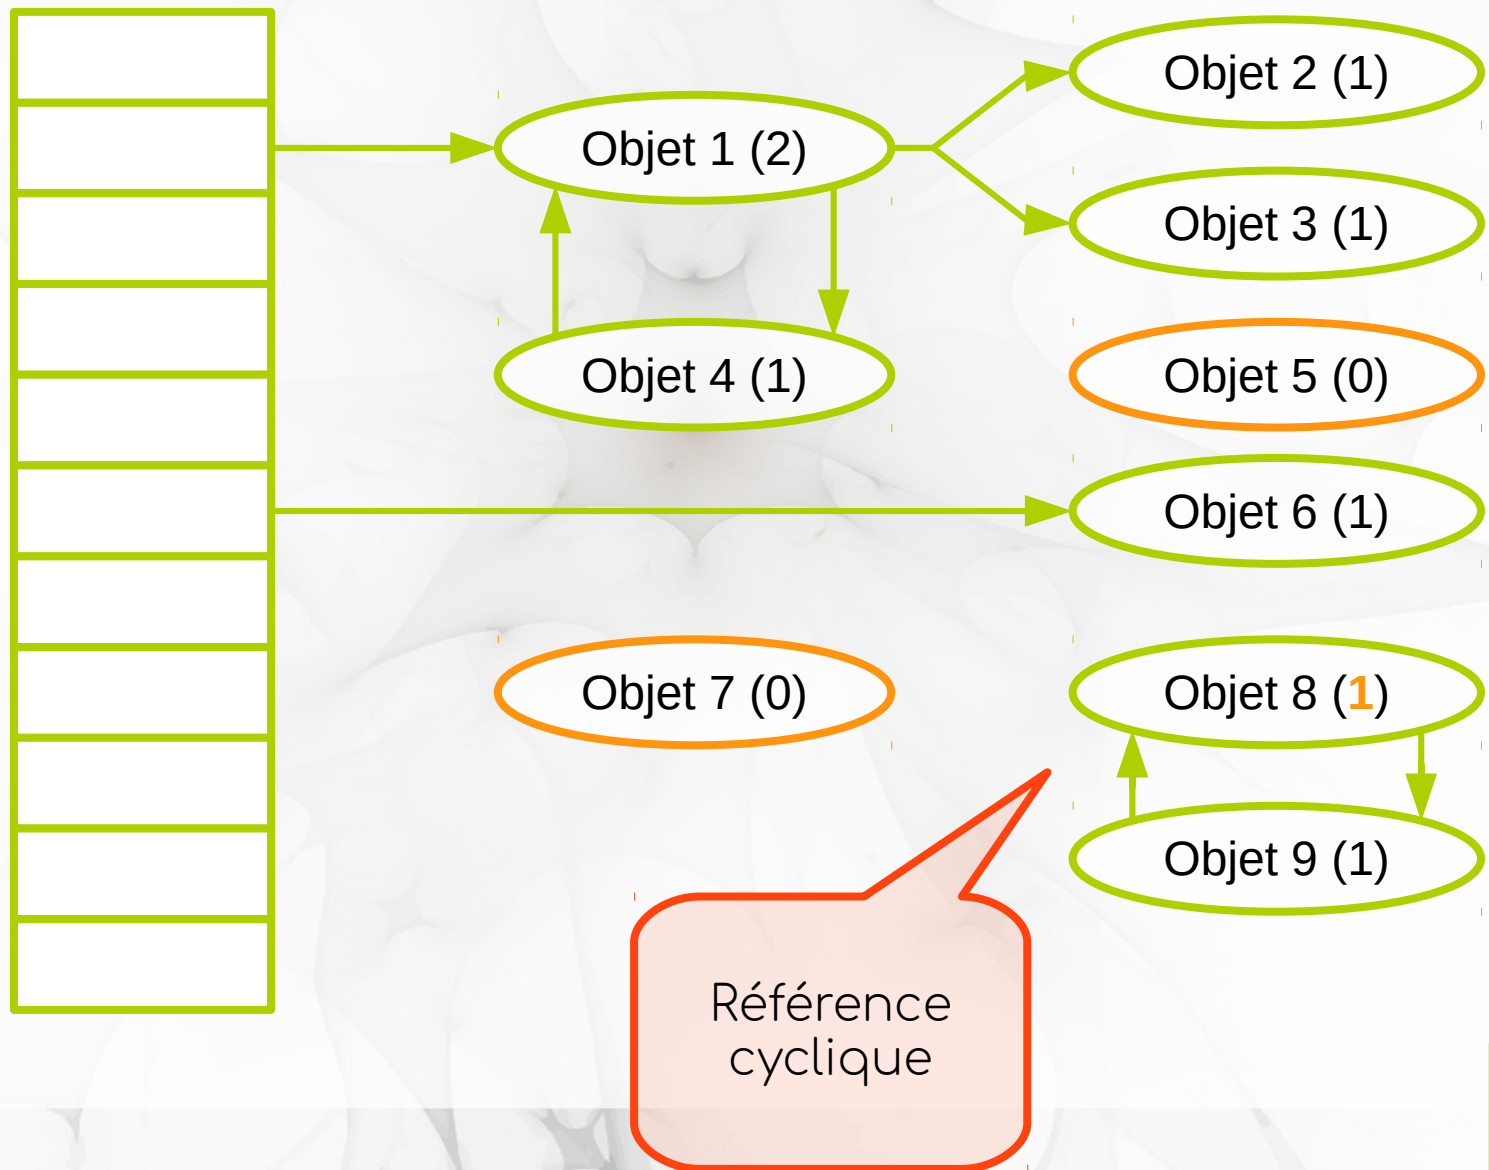 Objet 2 (1)
Objet 1 (2)
Objet 3 (1)
Objet 4 (1)
Objet 5 (0)
Objet 6 (1)
Objet 7 (0)
Objet 8 (1)
Objet 9 (1)
Référence
cyclique